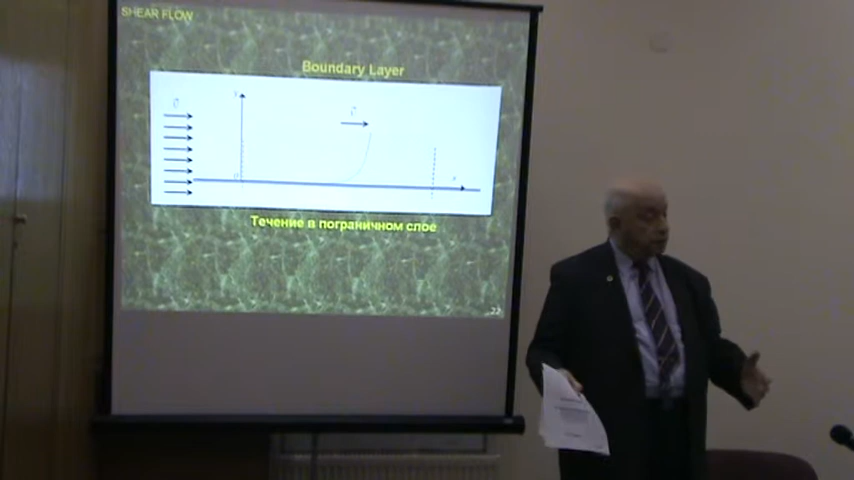 SHEAR FLOW
Boundary Layer
Течение в пограничном слое